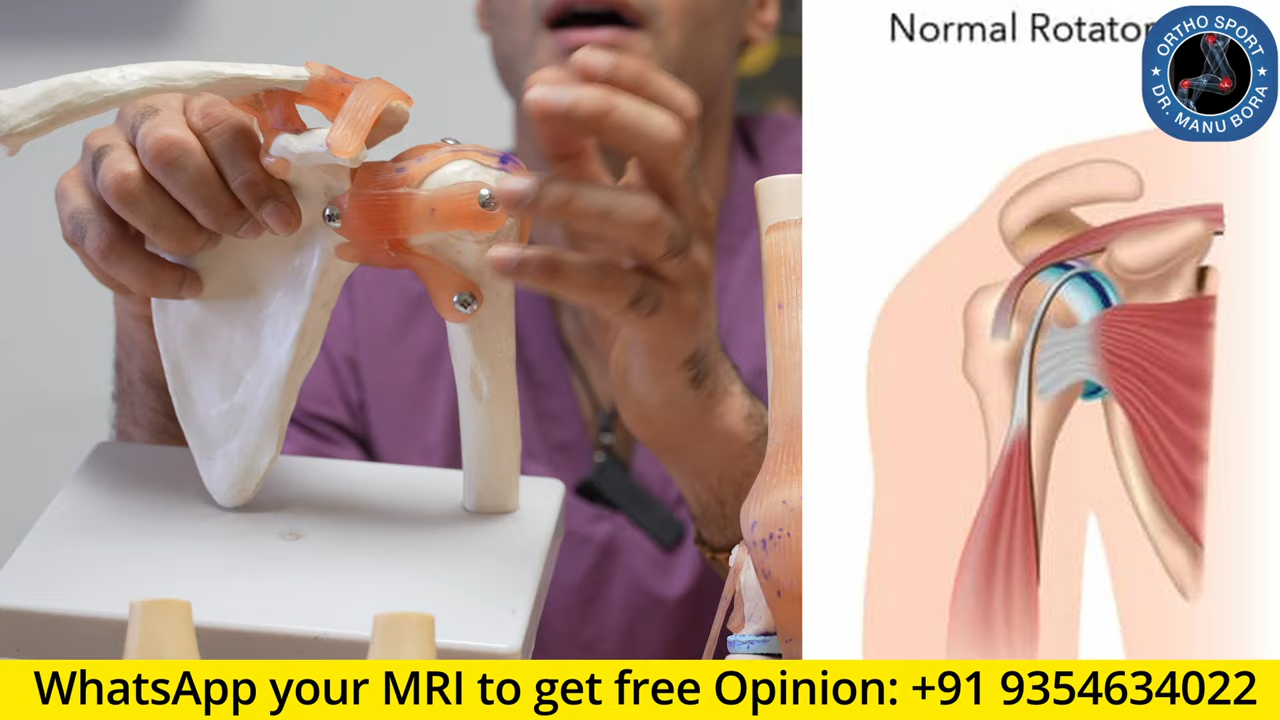 Normal Rotator
ORTHO SPORT
DR. MANU BORA
WhatsApp your MRI to get free Opinion: +91 9354634022